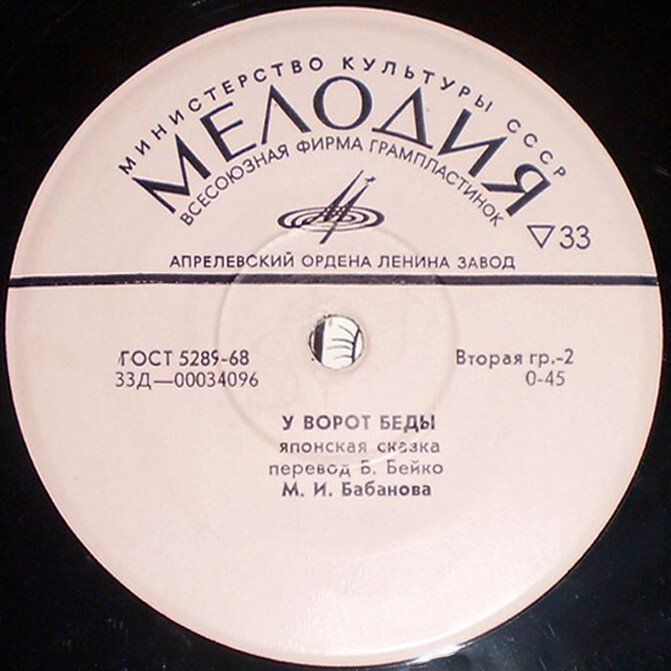 МИНИСТЕРСТВО КУЛЬТУРЫ СССР
МЕЛОДИЯ
ВСЕСОЮЗНАЯ ФИРМА ГРАМПЛАСТИНОК
▽33
АПРЕЛЕВСКИЙ ОРДЕНА ЛЕНИНА ЗАВОД
ГОСТ 5289-68
33Д—00034096
Вторая гр.-2
0-45
У ВОРОТ БЕДЫ
японская сказка
перевод В. Бейко
М. И. Бабанова